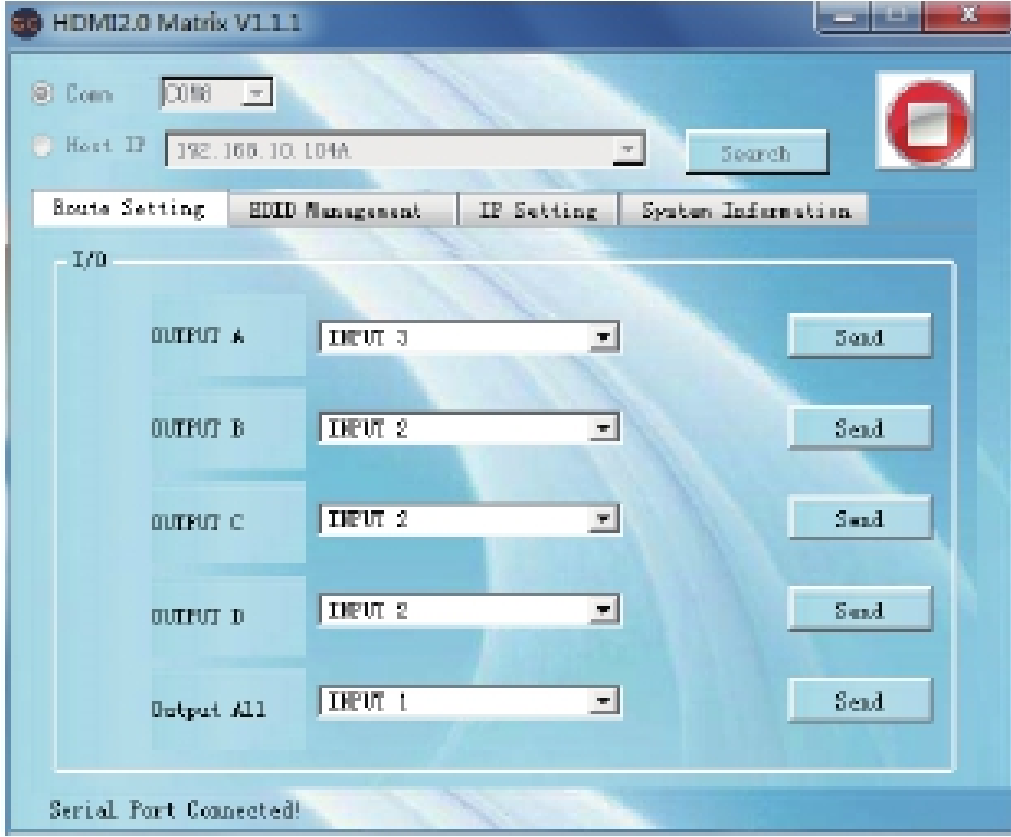 HDMI2.0 Matrix V1.1.1
Comm COM8
Host IP 192.168.10.104A Search
Route Setting EDID Management IP Setting System Information
I/O
OUTPUT A INPUT 3 Send
OUTPUT B INPUT 2 Send
OUTPUT C INPUT 2 Send
OUTPUT D INPUT 2 Send
Output All INPUT 1 Send
Serial Port Connected!